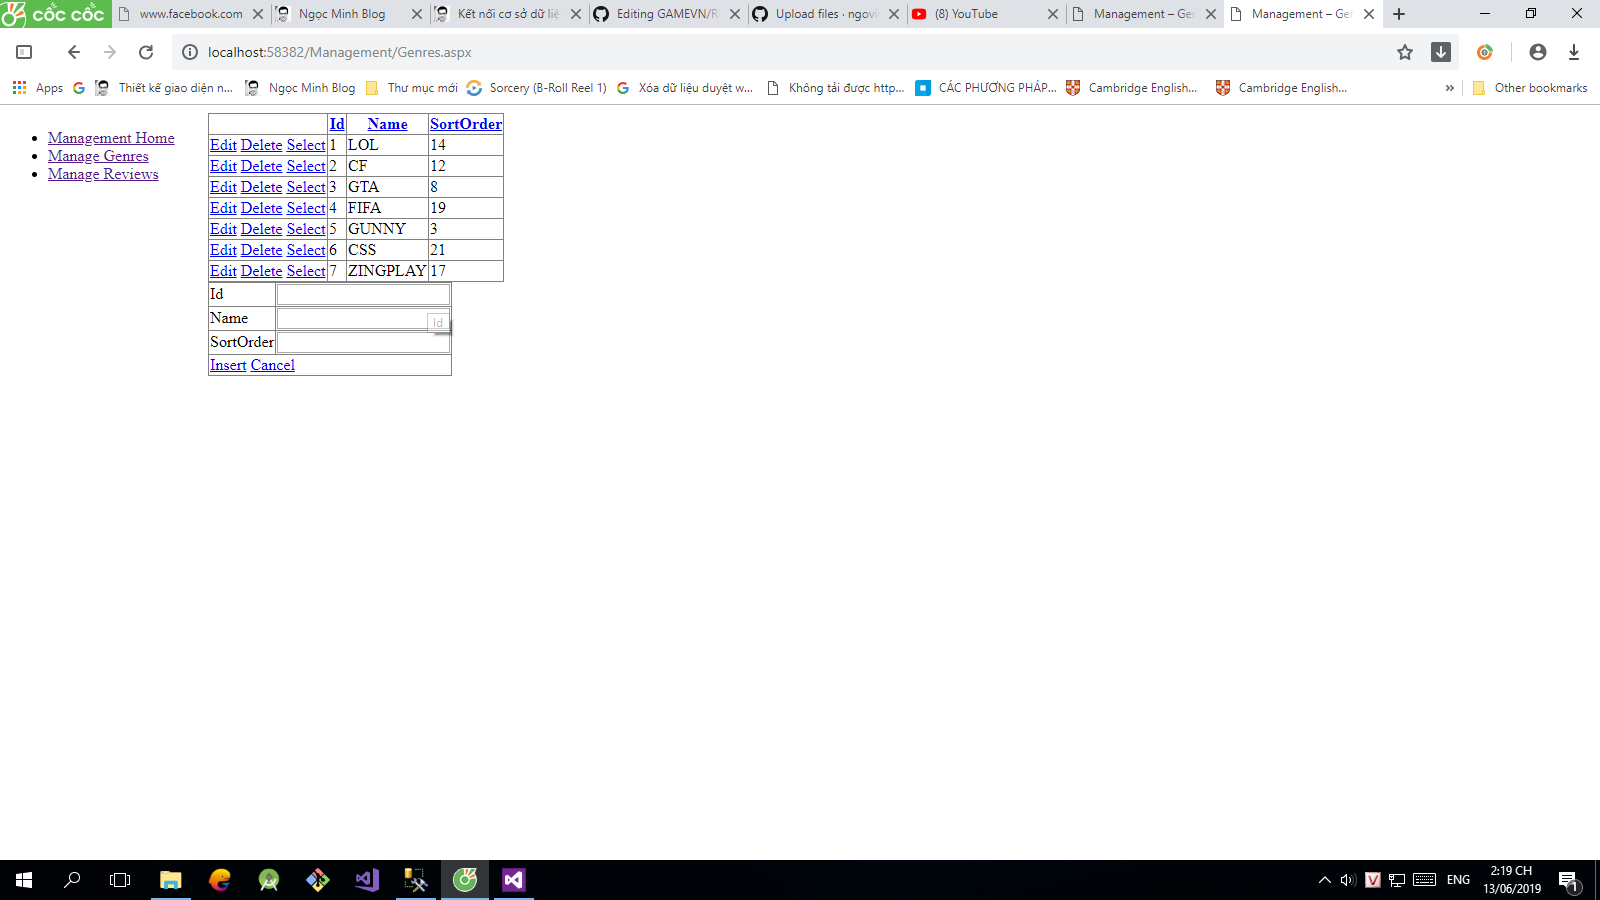 cốc cốc www.facebook.com Ngọc Minh Blog Kết nối cơ sở dữ liệ Editing GAMEVN/R Upload files · ngovi (8) YouTube Management – Gen Management – Gen
localhost:58382/Management/Genres.aspx
Apps Thiết kế giao diện n... Ngọc Minh Blog Thư mục mới Sorcery (B-Roll Reel 1) Xóa dữ liệu duyệt w... Không tải được http... CÁC PHƯƠNG PHÁP... Cambridge English... Cambridge English... » Other bookmarks
Management Home
Manage Genres
Manage Reviews
Id Name SortOrder
Edit Delete Select 1 LOL 14
Edit Delete Select 2 CF 12
Edit Delete Select 3 GTA 8
Edit Delete Select 4 FIFA 19
Edit Delete Select 5 GUNNY 3
Edit Delete Select 6 CSS 21
Edit Delete Select 7 ZINGPLAY 17
Id
Name
Id
SortOrder
Insert Cancel
V ENG 2:19 CH
13/06/2019
1